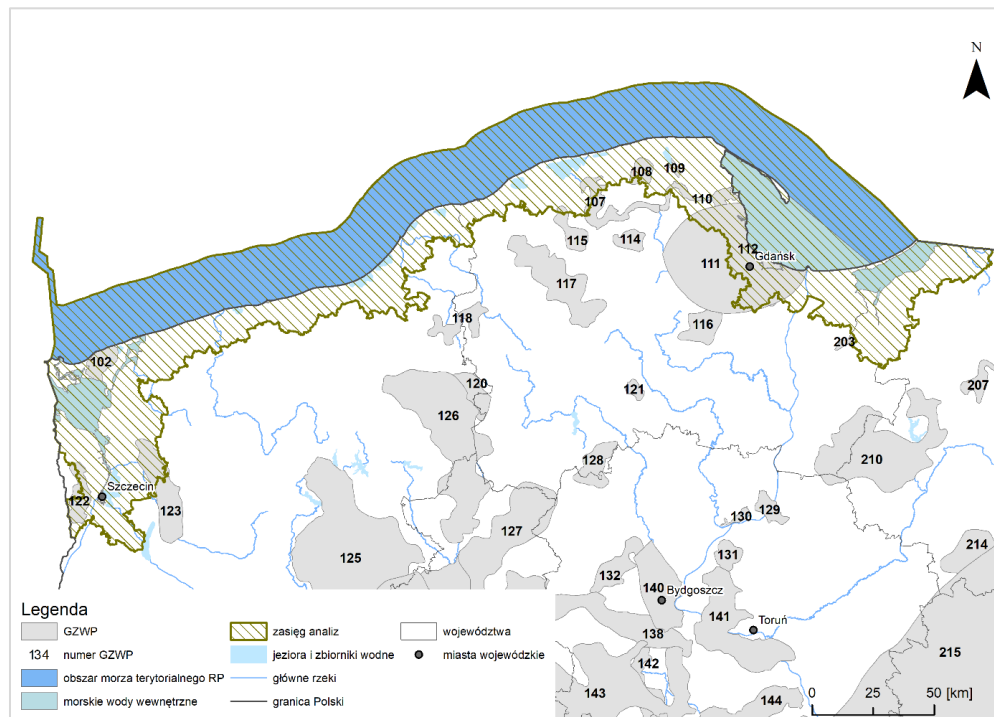 N
108
109
107
110
115
114
112
Gdańsk
111
117
118
116
102
203
120
121
207
126
128
210
Szczecin
122
123
130
129
127
125
131
214
132
140
Bydgoszcz
141
Toruń
138
142
215
143
144
Legenda
GZWP
zasięg analiz
województwa
134 numer GZWP
jeziora i zbiorniki wodne
miasta wojewódzkie
obszar morza terytorialnego RP
główne rzeki
morskie wody wewnętrzne
granica Polski
0 25 50 [km]